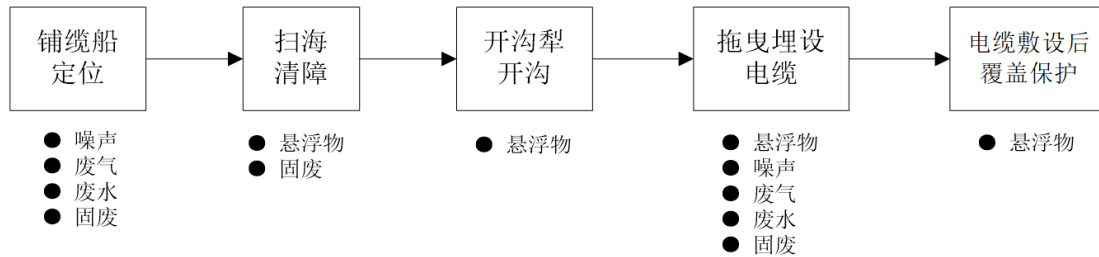 铺缆船
定位
扫海
清障
开沟犁
开沟
拖曳埋设
电缆
电缆敷设后
覆盖保护
噪声
废气
废水
固废
悬浮物
固废
悬浮物
悬浮物
噪声
废气
废水
固废
悬浮物